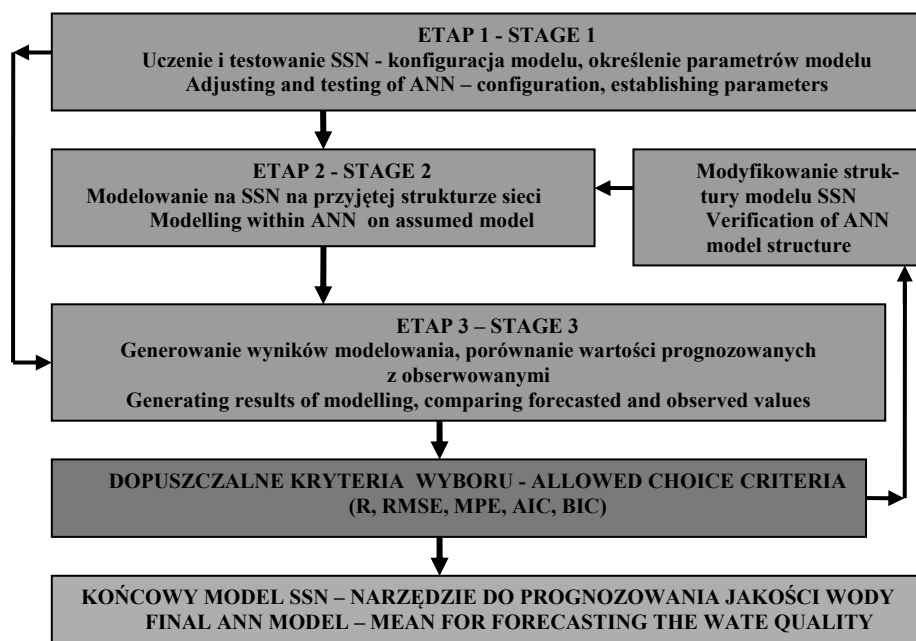 ETAP 1 - STAGE 1
Uczenie i testowanie SSN - konfiguracja modelu, określenie parametrów modelu
Adjusting and testing of ANN – configuration, establishing parameters
ETAP 2 - STAGE 2
Modelowanie na SSN na przyjętej strukturze sieci
Modelling within ANN on assumed model
Modyfikowanie struk-
tury modelu SSN
Verification of ANN
model structure
ETAP 3 – STAGE 3
Generowanie wyników modelowania, porównanie wartości prognozowanych
z obserwowanymi
Generating results of modelling, comparing forecasted and observed values
DOPUSZCZALNE KRYTERIA WYBORU - ALLOWED CHOICE CRITERIA
(R, RMSE, MPE, AIC, BIC)
KOŃCOWY MODEL SSN – NARZĘDZIE DO PROGNOZOWANIA JAKOŚCI WODY
FINAL ANN MODEL – MEAN FOR FORECASTING THE WATE QUALITY